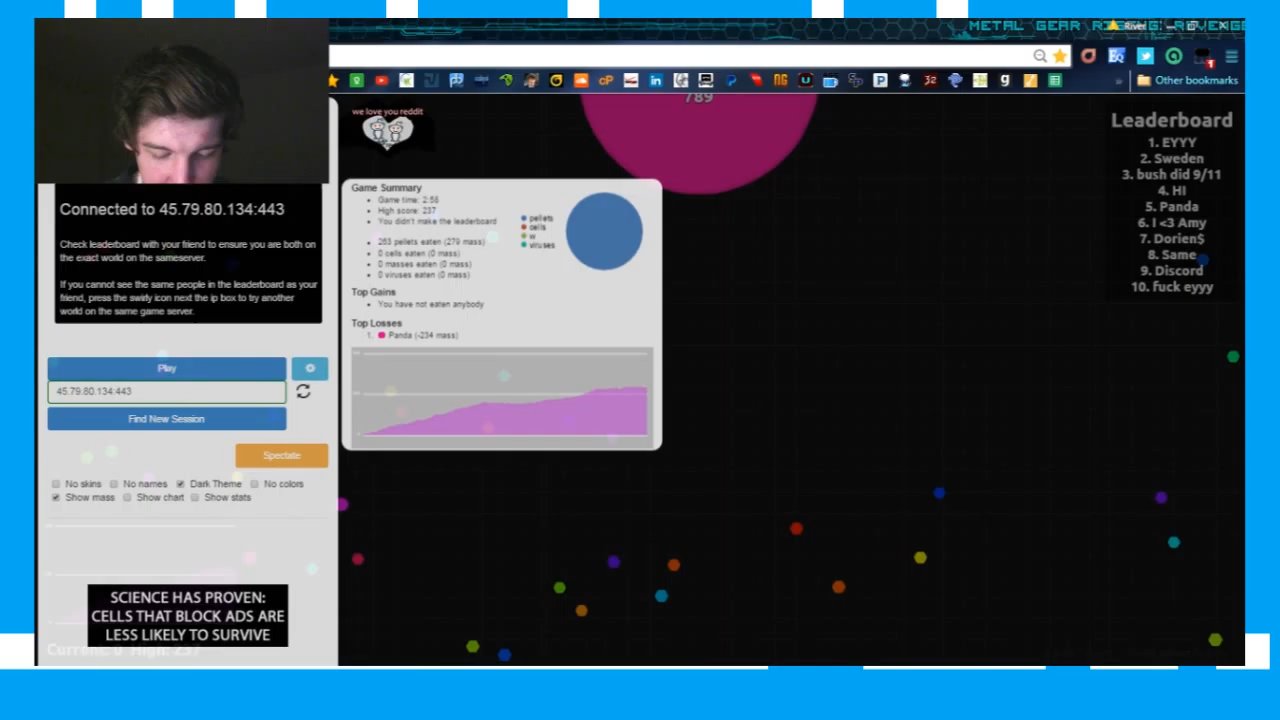 METAL GEAR RISING: REVENGE
River
Other bookmarks
we love you reddit
789
Leaderboard
1. EYYY
2. Sweden
3. bush did 9/11
4. HI
5. Panda
6. I <3 Amy
7. Dorien$
8. Same
9. Discord
10. fuck eyyy
Game Summary
Game time: 2:58
High score: 237
You didn't make the leaderboard
263 pellets eaten (279 mass)
0 cells eaten (0 mass)
0 masses eaten (0 mass)
0 viruses eaten (0 mass)
pellets
cells
w
viruses
Top Gains
You have not eaten anybody
Top Losses
1. Panda (-234 mass)
Connected to 45.79.80.134:443
Check leaderboard with your friend to ensure you are both on
the exact world on the sameserver.
If you cannot see the same people in the leaderboard as your
friend, press the swirly icon next the ip box to try another
world on the same game server.
Play
45.79.80.134:443
Find New Session
Spectate
No skins No names Dark Theme No colors
Show mass Show chart Show stats
SCIENCE HAS PROVEN:
CELLS THAT BLOCK ADS ARE
LESS LIKELY TO SURVIVE
Current: 0 High: 237